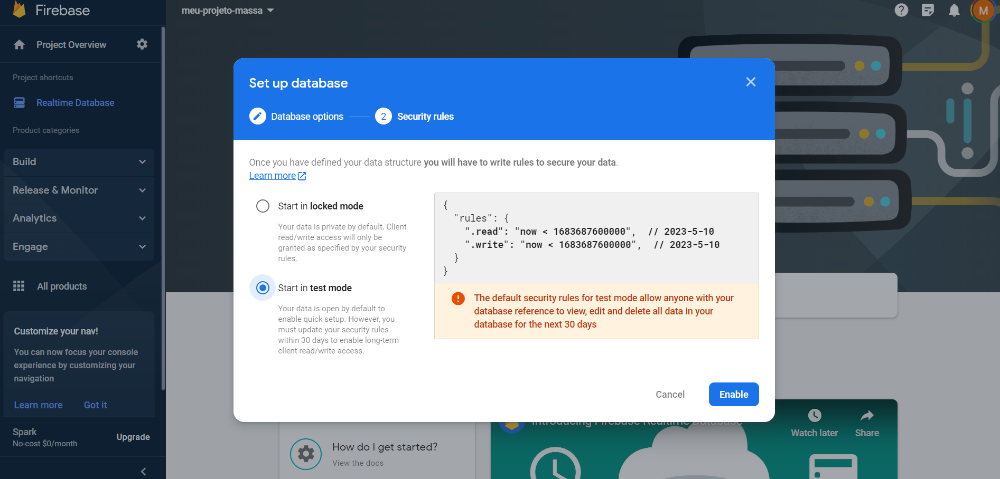 Firebase
meu-projeto-massa
M
Project Overview
Project shortcuts
Realtime Database
Product categories
Build
Release & Monitor
Analytics
Engage
All products
Customize your nav!
You can now focus your console
experience by customizing your
navigation
Learn more Got it
Spark
No-cost $0/month
Upgrade
Set up database
Database options
2 Security rules
Once you have defined your data structure you will have to write rules to secure your data.
Learn more
Start in locked mode
Your data is private by default. Client
read/write access will only be
granted as specified by your security
rules.
Start in test mode
Your data is open by default to
enable quick setup. However, you
must update your security rules
within 30 days to enable long-term
client read/write access.
{
"rules": {
".read": "now < 1683687600000", // 2023-5-10
".write": "now < 1683687600000", // 2023-5-10
}
}
The default security rules for test mode allow anyone with your
database reference to view, edit and delete all data in your
database for the next 30 days
Cancel Enable
Introducing Firebase Realtime Database
Watch later Share
How do I get started?
View the docs